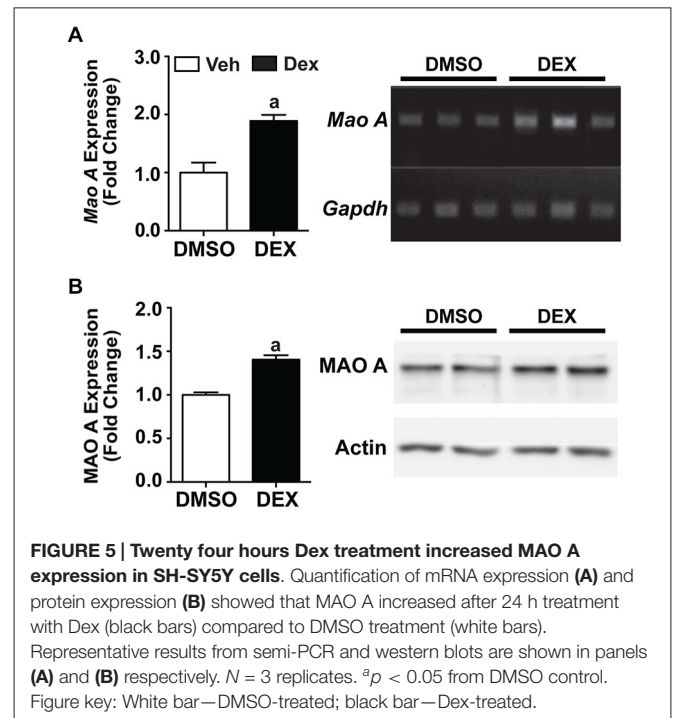 A
Mao A Expression
(Fold Change)
3.0
2.0
1.0
0.0
Veh Dex
a
DMSO DEX
DMSO DEX
Mao A
Gapdh
B
MAO A Expression
(Fold Change)
2.0
1.5
1.0
0.5
0.0
a
DMSO DEX
DMSO DEX
MAO A
Actin
FIGURE 5 | Twenty four hours Dex treatment increased MAO A
expression in SH-SY5Y cells. Quantification of mRNA expression (A) and
protein expression (B) showed that MAO A increased after 24 h treatment
with Dex (black bars) compared to DMSO treatment (white bars).
Representative results from semi-PCR and western blots are shown in panels
(A) and (B) respectively. N = 3 replicates. ᵃp < 0.05 from DMSO control.
Figure key: White bar—DMSO-treated; black bar—Dex-treated.